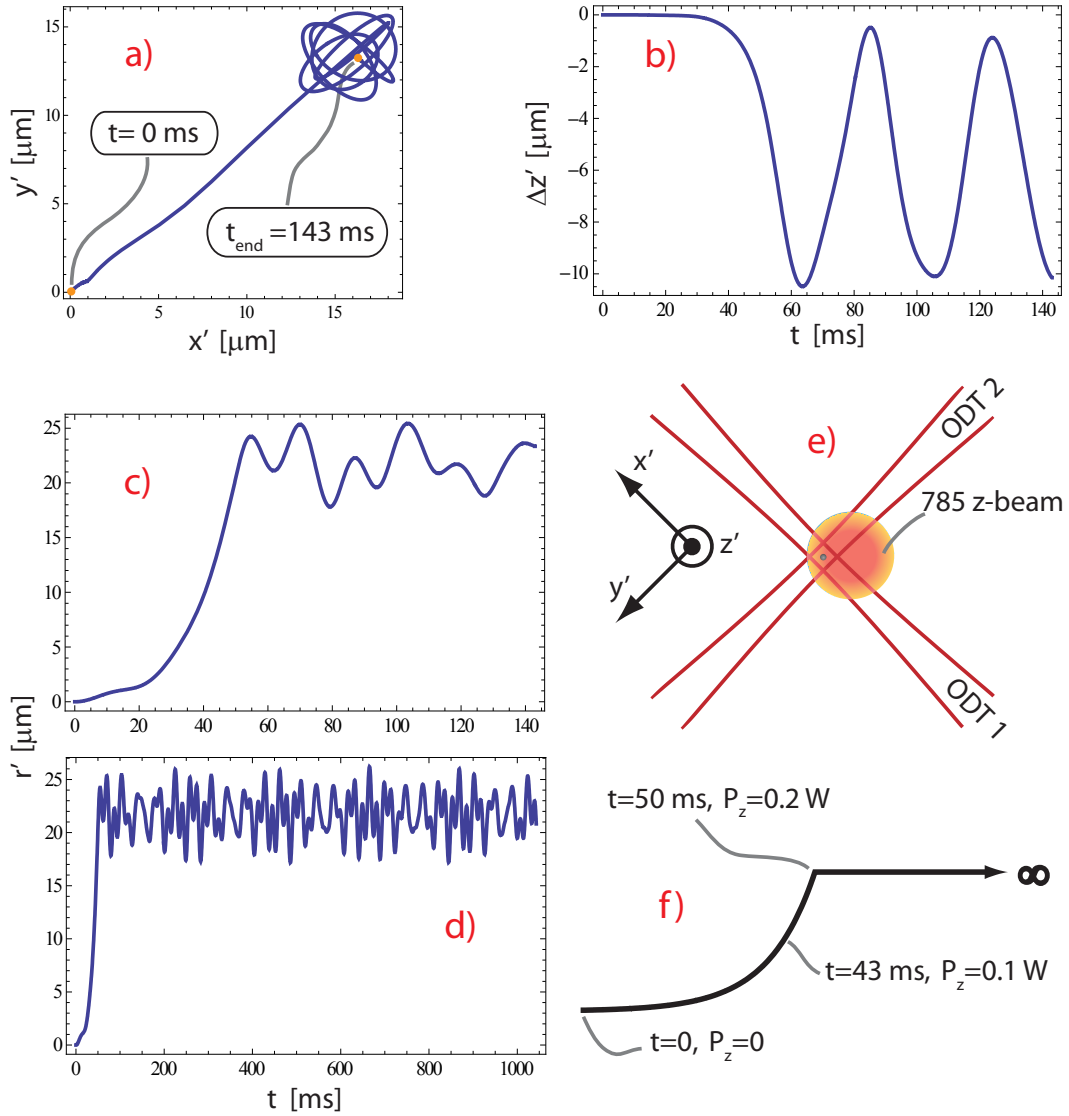 a)
15
10
5
0
y′ [μm]
t= 0 ms
t_end =143 ms
0 5 10 15
x′ [μm]
b)
0
−2
−4
−6
−8
−10
Δz′ [μm]
0 20 40 60 80 100 120 140
t [ms]
c)
25
20
15
10
5
0
0 20 40 60 80 100 120 140
r′ [μm]
d)
25
20
15
10
5
0
0 200 400 600 800 1000
t [ms]
e)
ODT 2
x′
785 z-beam
z′
y′
ODT 1
f)
t=50 ms, P_z=0.2 W
∞
t=43 ms, P_z=0.1 W
t=0, P_z=0